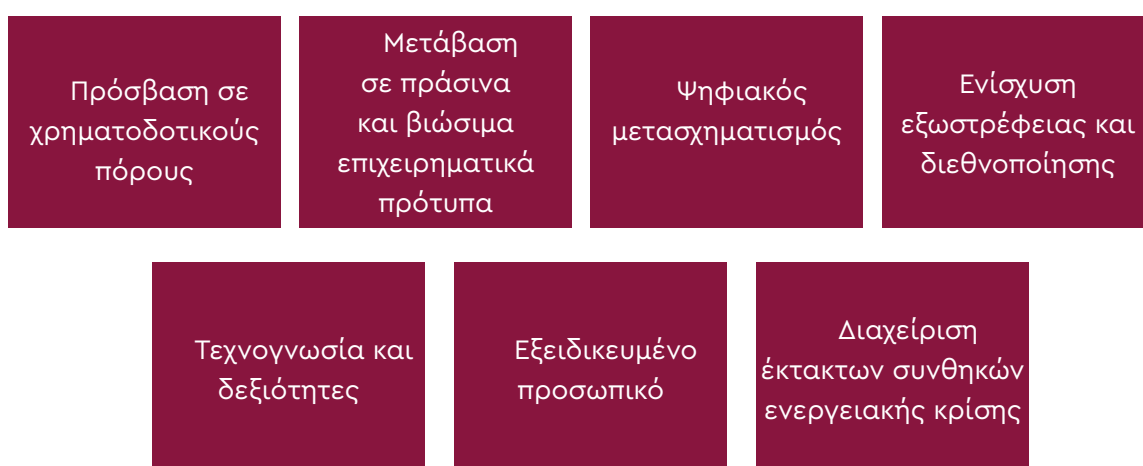 Πρόσβαση σε
χρηματοδοτικούς
πόρους
Μετάβαση
σε πράσινα
και βιώσιμα
επιχειρηματικά
πρότυπα
Ψηφιακός
μετασχηματισμός
Ενίσχυση
εξωστρέφειας και
διεθνοποίησης
Τεχνογνωσία και
δεξιότητες
Εξειδικευμένο
προσωπικό
Διαχείριση
έκτακτων συνθηκών
ενεργειακής κρίσης